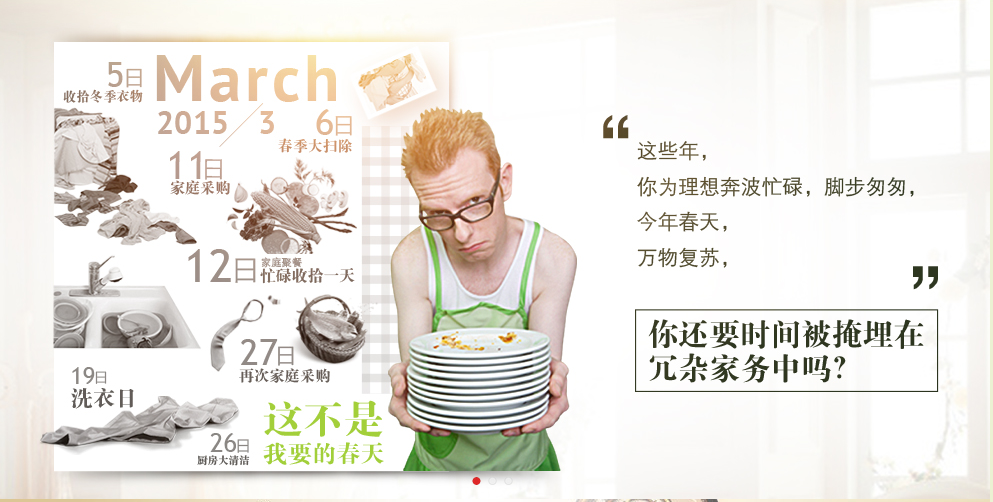 5日
收拾冬季衣物
March
2015/3
6日
春季大扫除
11日
家庭采购
12日
家庭聚餐
忙碌收拾一天
27日
再次家庭采购
19日
洗衣日
26日
厨房大清洁
这不是
我要的春天
“
这些年，
你为理想奔波忙碌，脚步匆匆，
今年春天，
万物复苏，
”
你还要时间被掩埋在
冗杂家务中吗？